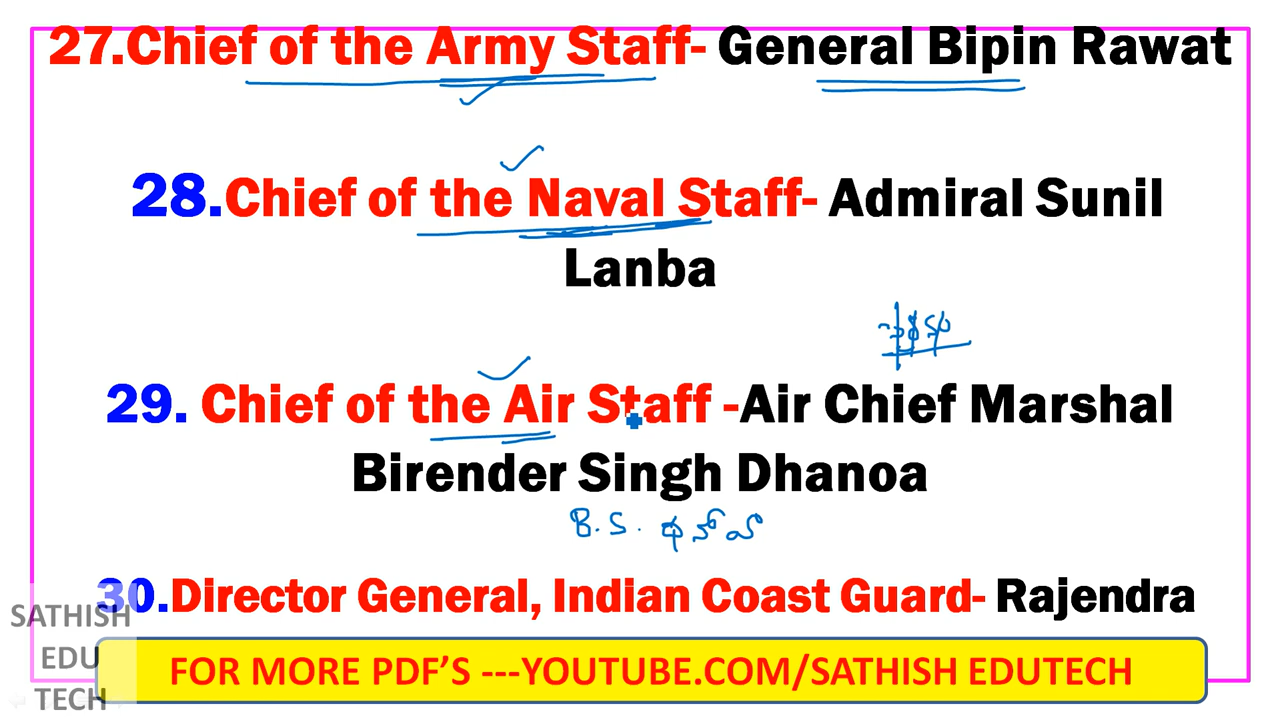 27.Chief of the Army Staff- General Bipin Rawat
28.Chief of the Naval Staff- Admiral Sunil
Lanba
29. Chief of the Air Staff -Air Chief Marshal
Birender Singh Dhanoa
B.S.
30.Director General, Indian Coast Guard- Rajendra
SATHISH
EDU
TECH
FOR MORE PDF'S ---YOUTUBE.COM/SATHISH EDUTECH